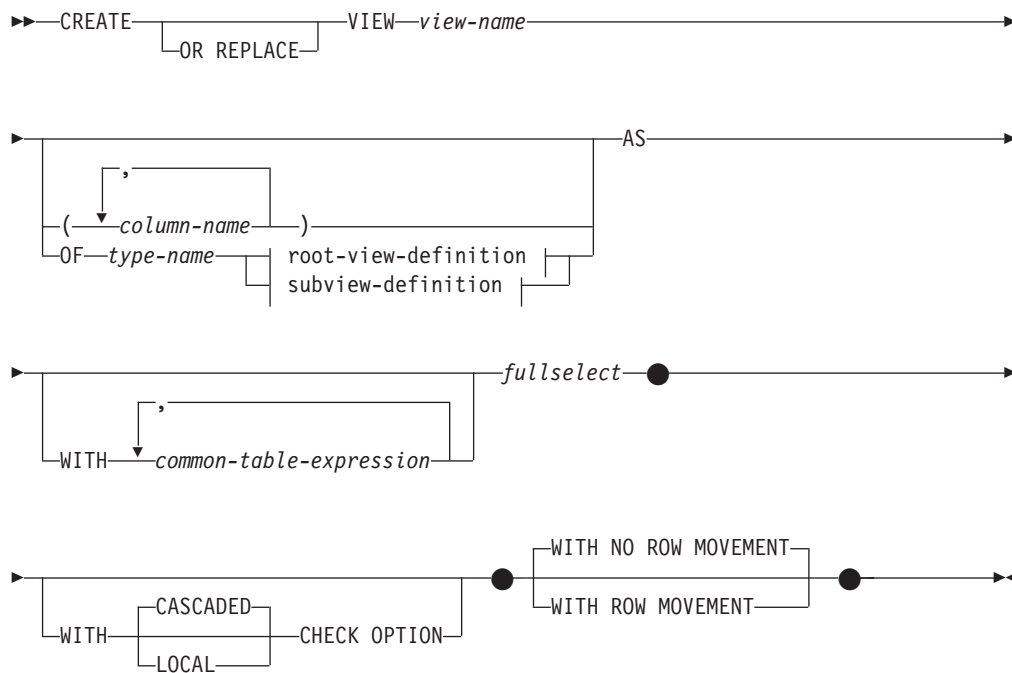 CREATE OR REPLACE VIEW view-name
AS
,
( column-name )
OF type-name root-view-definition
subview-definition
fullselect
,
WITH common-table-expression
WITH NO ROW MOVEMENT
CASCADED WITH ROW MOVEMENT
WITH CHECK OPTION
LOCAL